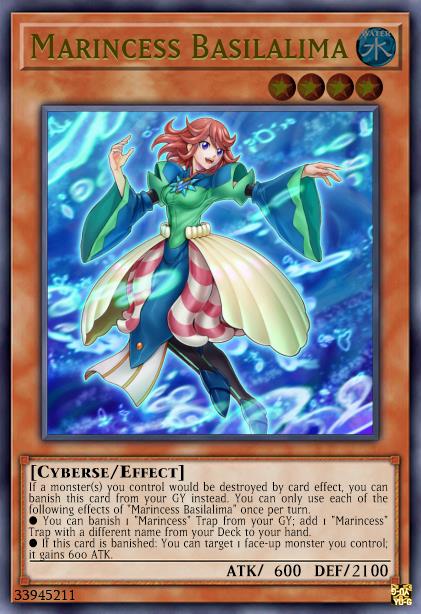 Marincess Basilalima
WATER
水
[Cyberse/Effect]
If a monster(s) you control would be destroyed by card effect, you can
banish this card from your GY instead. You can only use each of the
following effects of "Marincess Basilalima" once per turn.
● You can banish 1 "Marincess" Trap from your GY; add 1 "Marincess"
Trap with a different name from your Deck to your hand.
● If this card is banished: You can target 1 face-up monster you control;
it gains 600 ATK.
ATK/ 600 DEF/2100
33945211